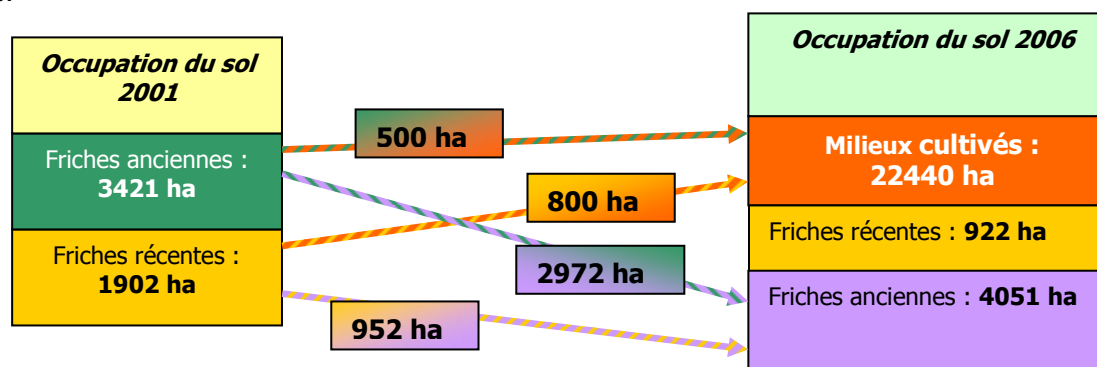 Occupation du sol
2001
Friches anciennes :
3421 ha
Friches récentes :
1902 ha
500 ha
800 ha
2972 ha
952 ha
Occupation du sol 2006
Milieux cultivés :
22440 ha
Friches récentes : 922 ha
Friches anciennes : 4051 ha